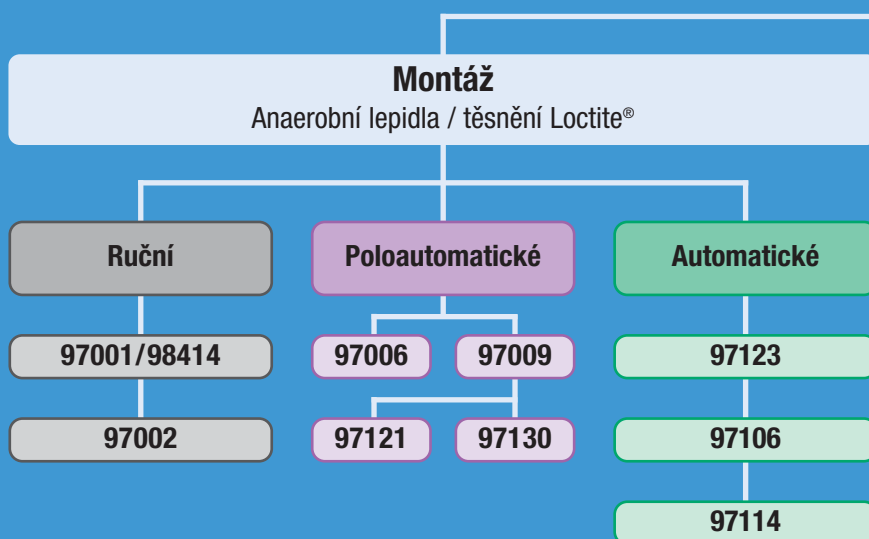 Montáž
Anaerobní lepidla / těsnění Loctite®
Ruční
Poloautomatické
Automatické
97001/98414
97006
97009
97123
97002
97121
97130
97106
97114